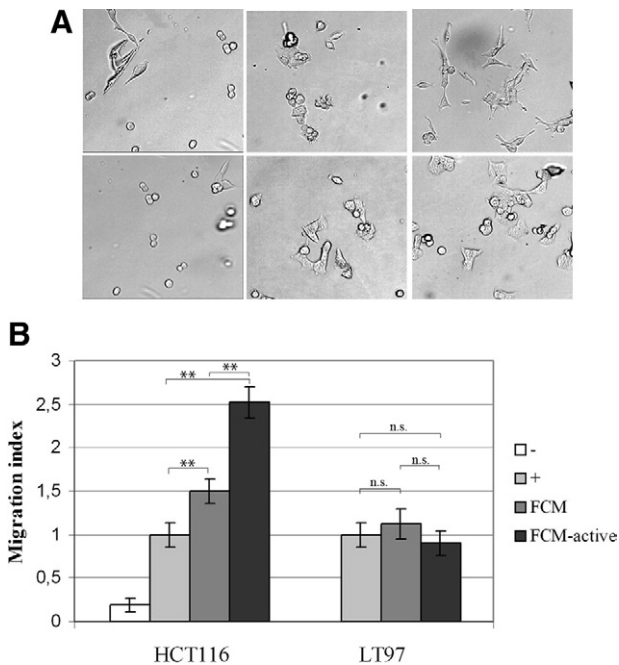 A
B
Migration index
3
2,5
2
1,5
1
0,5
0
**
**
**
n.s.
n.s.
n.s.
-
+
FCM
FCM-active
HCT116
LT97